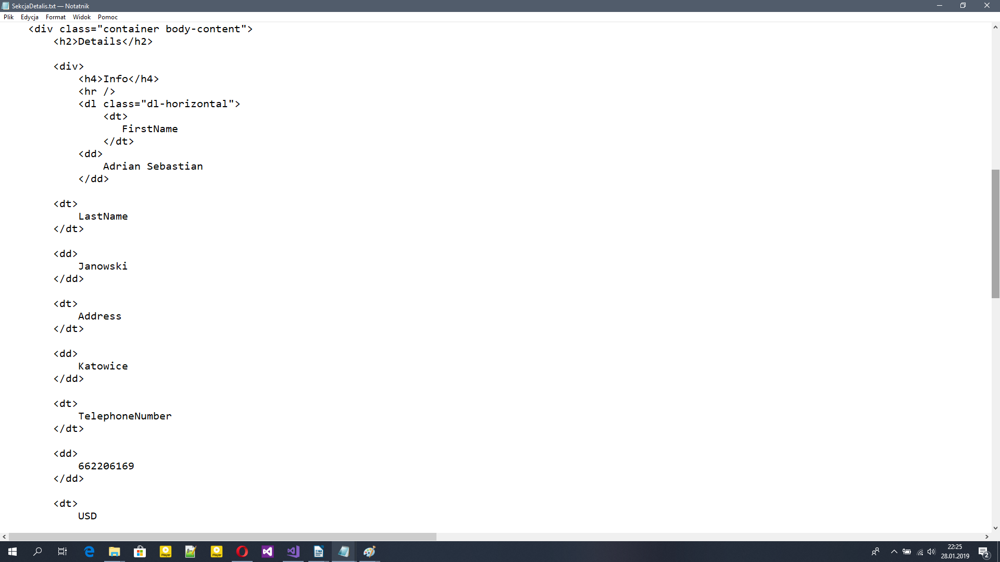 SekcjaDetalis.txt — Notatnik
Plik Edycja Format Widok Pomoc
<div class="container body-content">
<h2>Details</h2>
<div>
<h4>Info</h4>
<hr />
<dl class="dl-horizontal">
<dt>
FirstName
</dt>
<dd>
Adrian Sebastian
</dd>
<dt>
LastName
</dt>
<dd>
Janowski
</dd>
<dt>
Address
</dt>
<dd>
Katowice
</dd>
<dt>
TelephoneNumber
</dt>
<dd>
662206169
</dd>
<dt>
USD
Player
Player
22:25
28.01.2019
2